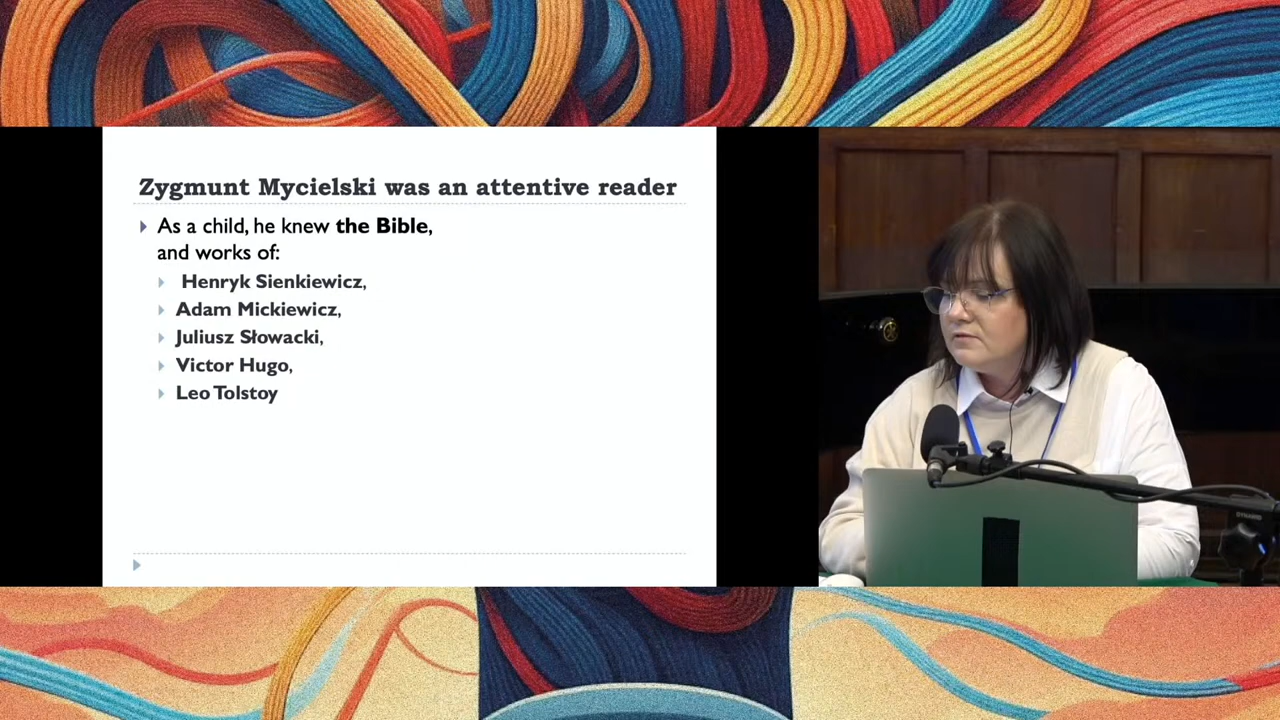 Zygmunt Mycielski was an attentive reader
As a child, he knew the Bible,
and works of:
Henryk Sienkiewicz,
Adam Mickiewicz,
Juliusz Słowacki,
Victor Hugo,
Leo Tolstoy
DYNAMIC